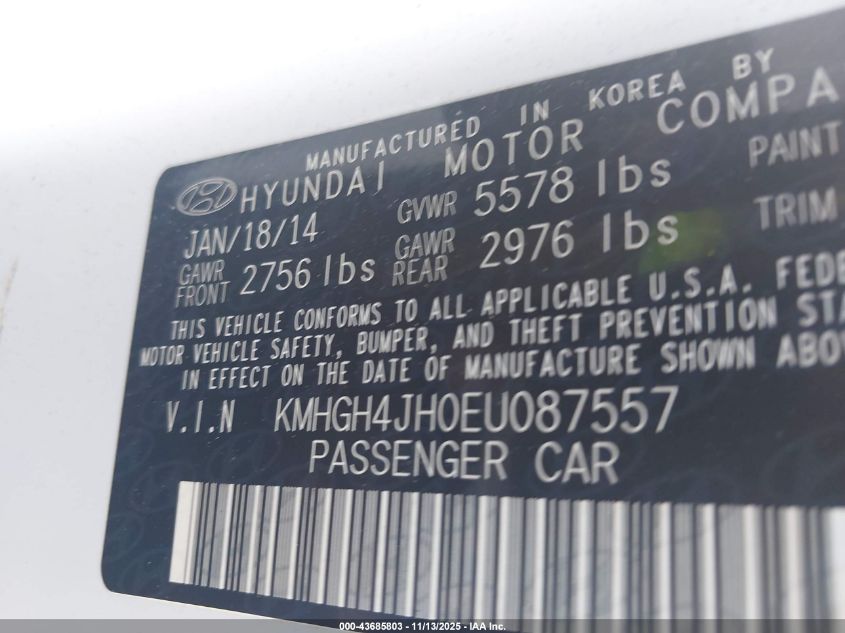 MANUFACTURED IN KOREA BY
HYUNDAI MOTOR COMPA
JAN/18/14 GVWR 5578 lbs PAINT
GAWR FRONT 2756 lbs GAWR REAR 2976 lbs TRIM
THIS VEHICLE CONFORMS TO ALL APPLICABLE U.S.A. FEDE
MOTOR VEHICLE SAFETY, BUMPER, AND THEFT PREVENTION STA
IN EFFECT ON THE DATE OF MANUFACTURE SHOWN ABO
V.I.N KMHGH4JH0EU087557
PASSENGER CAR
000-43685803 - 11/13/2025 - IAA Inc.